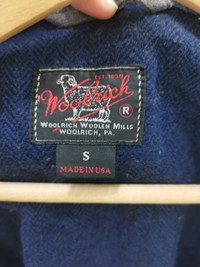 EST. 1830
Woolrich
®
WOOLRICH WOOLEN MILLS
WOOLRICH, PA.
S
MADE IN USA